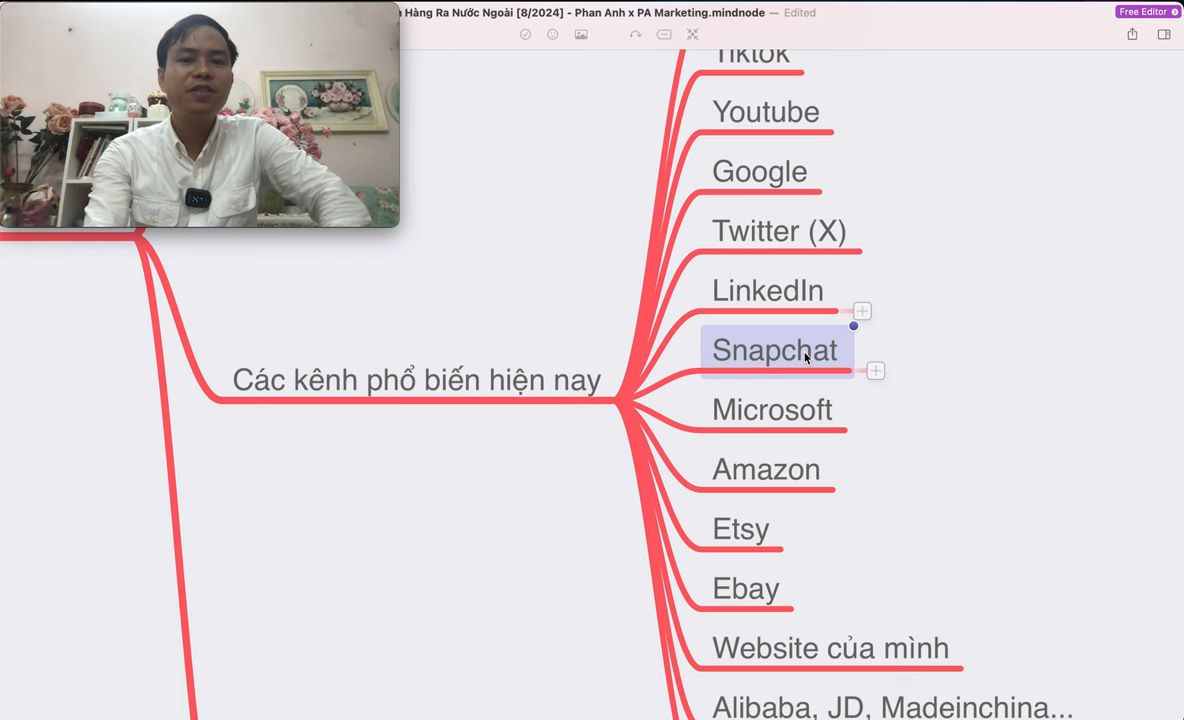 Hàng Ra Nước Ngoài [8/2024] - Phan Anh x PA Marketing.mindnode — Edited
Free Editor
Tiktok
Youtube
Google
Twitter (X)
LinkedIn
Snapchat
Các kênh phổ biến hiện nay
Microsoft
Amazon
Etsy
Ebay
Website của mình
Alibaba, JD, Madeinchina...